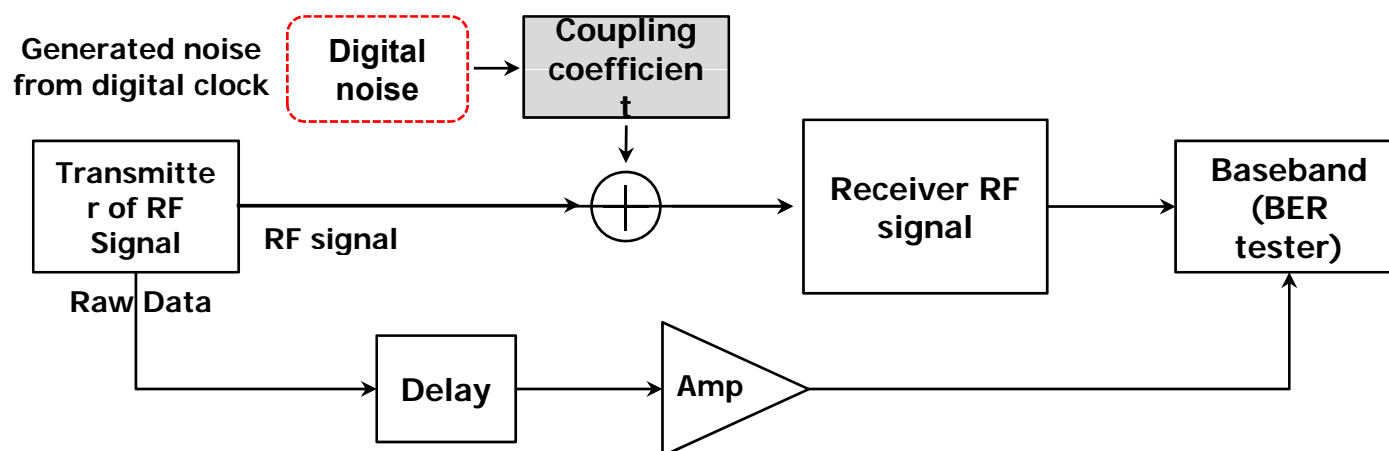 Generated noise
from digital clock
Digital
noise
Coupling
coefficien
t
Transmitte
r of RF
Signal
RF signal
Receiver RF
signal
Baseband
(BER
tester)
Raw Data
Delay
Amp